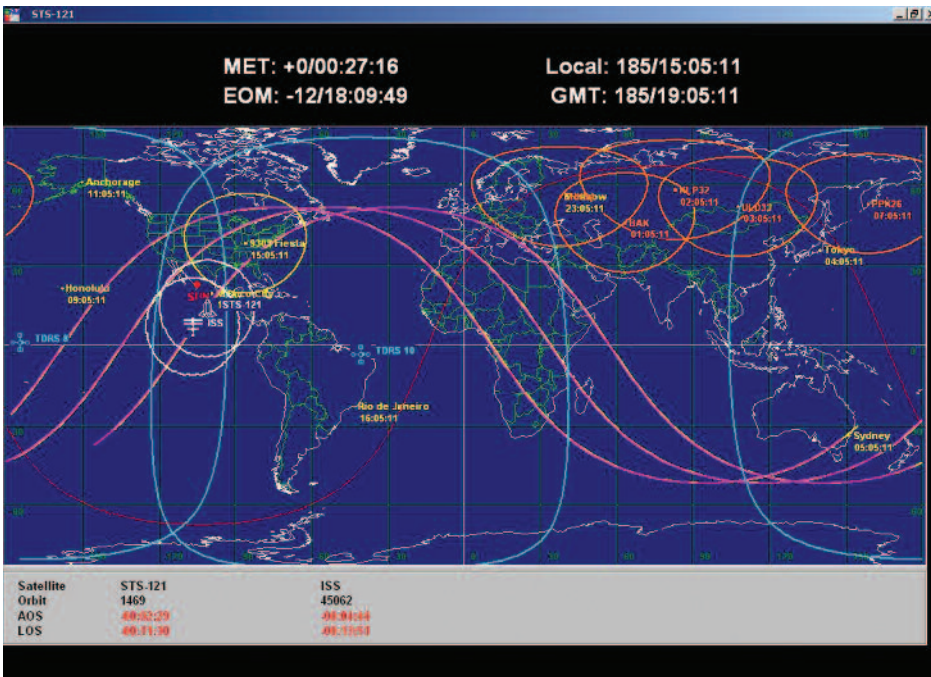 STS-121
MET: +0/00:27:16
Local: 185/15:05:11
EOM: -12/18:09:49
GMT: 185/19:05:11
Anchorage
11:05:11
Moscow
23:05:11
NLP32
02:05:11
ULD32
03:05:11
PPK26
07:05:11
HAK
01:05:11
Fiesta
15:05:11
Tokyo
04:05:11
Honolulu
09:05:11
SUN
STS 121
ISS
TDRS 10
Rio de Janeiro
16:05:11
Sydney
05:05:11
Satellite STS-121 ISS
Orbit 1469 45062
AOS
LOS